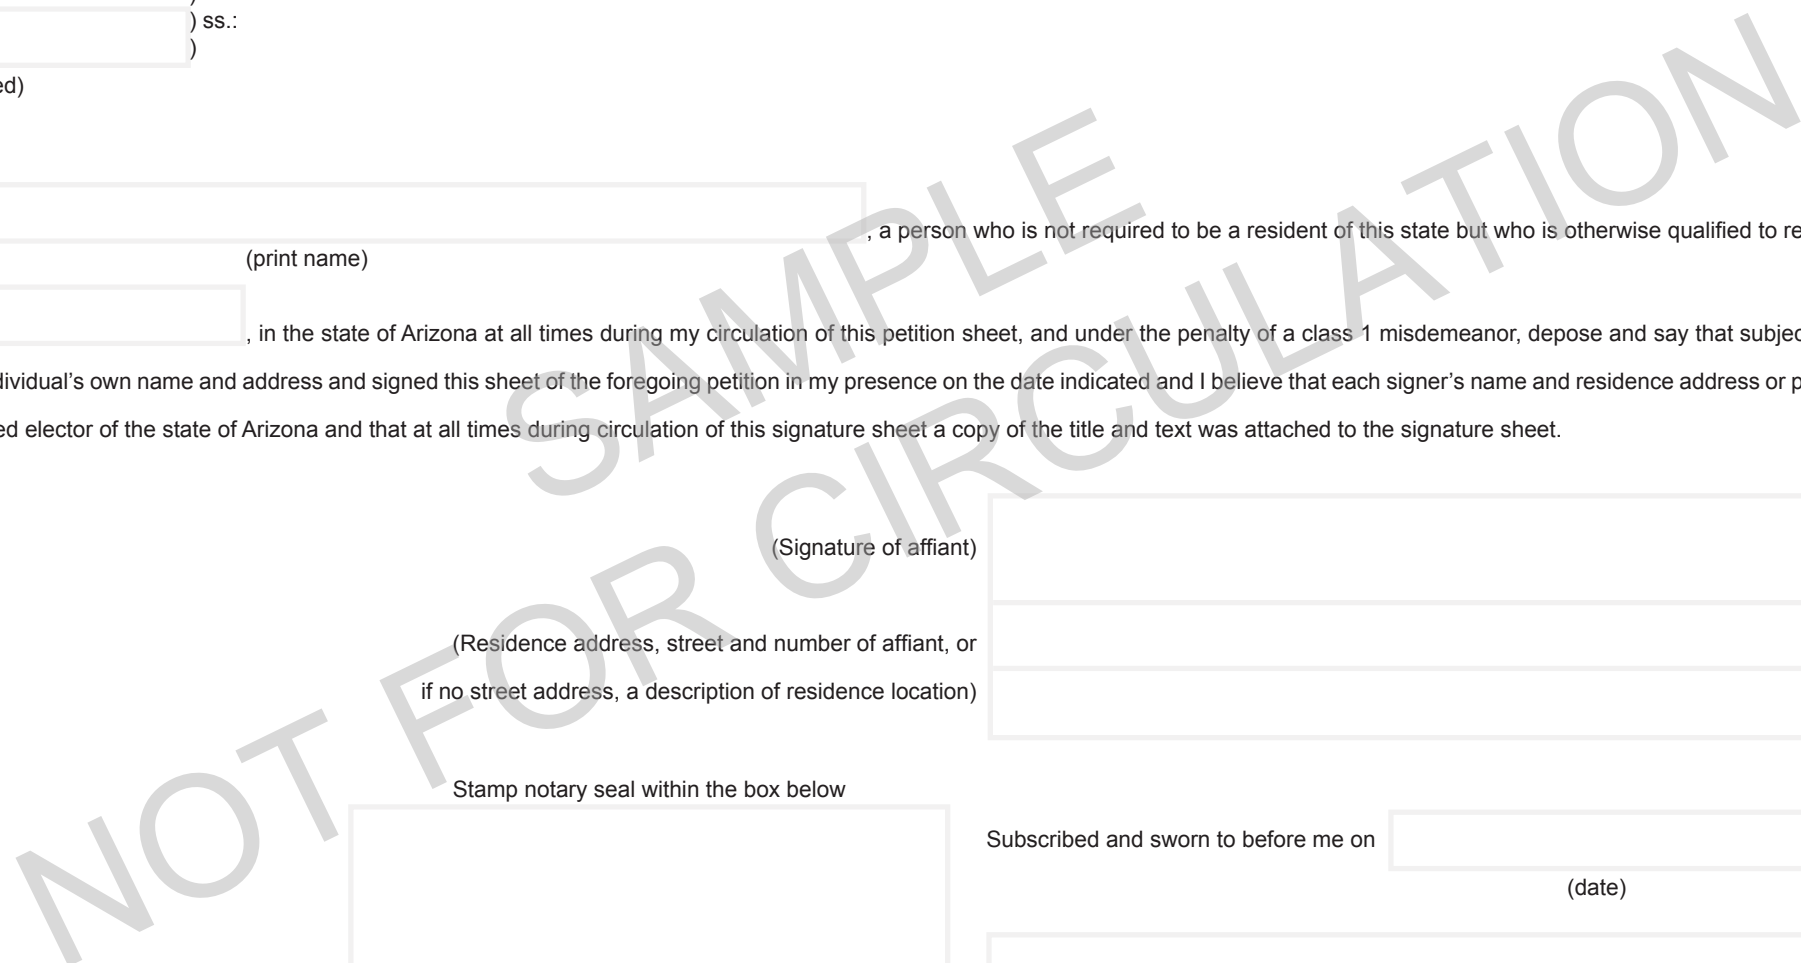 ) ss.:
)
ed)
, a person who is not required to be a resident of this state but who is otherwise qualified to re
(print name)
, in the state of Arizona at all times during my circulation of this petition sheet, and under the penalty of a class 1 misdemeanor, depose and say that subjec
dividual’s own name and address and signed this sheet of the foregoing petition in my presence on the date indicated and I believe that each signer’s name and residence address or p
ed elector of the state of Arizona and that at all times during circulation of this signature sheet a copy of the title and text was attached to the signature sheet.
SAMPLE
NOT FOR CIRCULATION
(Signature of affiant)
(Residence address, street and number of affiant, or
if no street address, a description of residence location)
Stamp notary seal within the box below
Subscribed and sworn to before me on
(date)